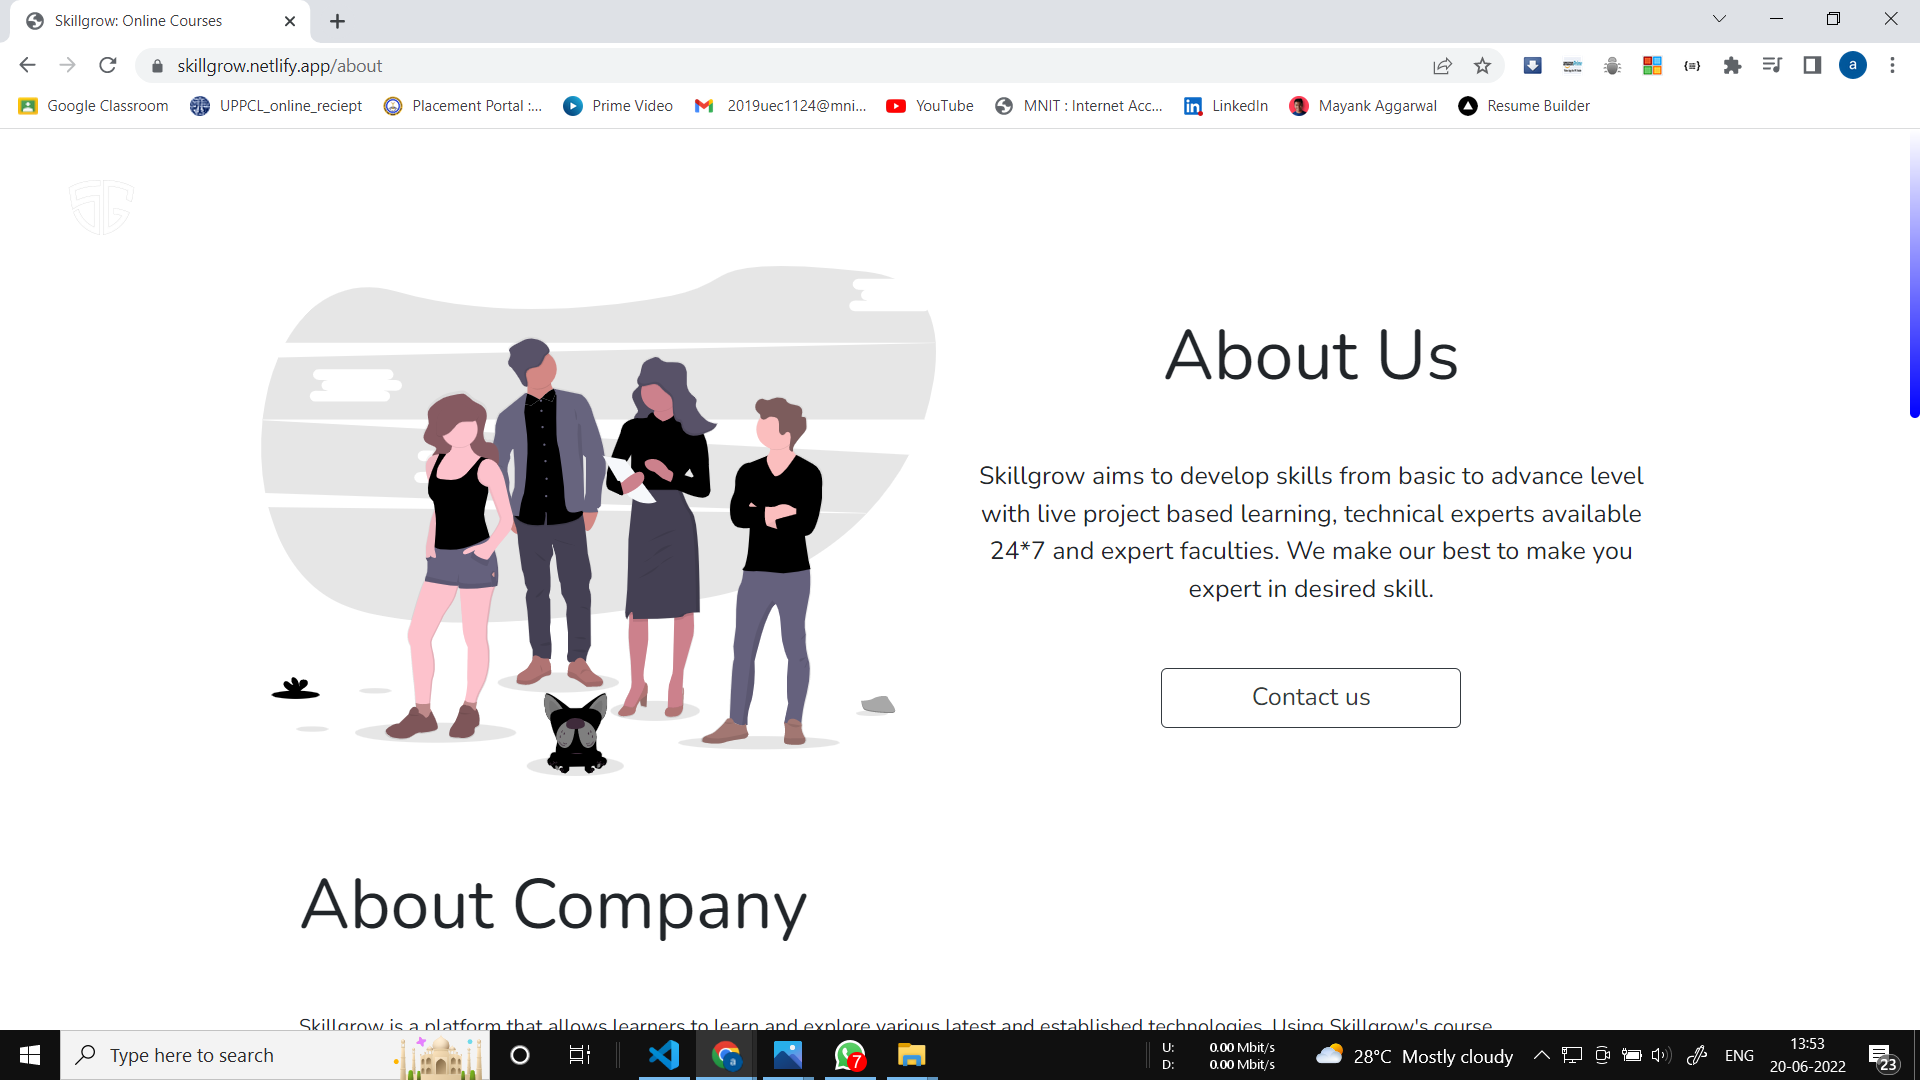 Skillgrow: Online Courses
skillgrow.netlify.app/about
a
Google Classroom
UPPCL_online_reciept
Placement Portal :...
Prime Video
2019uec1124@mni...
YouTube
MNIT : Internet Acc...
LinkedIn
Mayank Aggarwal
Resume Builder
SG
About Us
Skillgrow aims to develop skills from basic to advance level
with live project based learning, technical experts available
24*7 and expert faculties. We make our best to make you
expert in desired skill.
Contact us
About Company
Skillgrow is a platform that allows learners to learn and explore various latest and established technologies. Using Skillgrow's course
Type here to search
a
7
U: 0.00 Mbit/s
D: 0.00 Mbit/s
28°C Mostly cloudy
ENG
13:53
20-06-2022
23